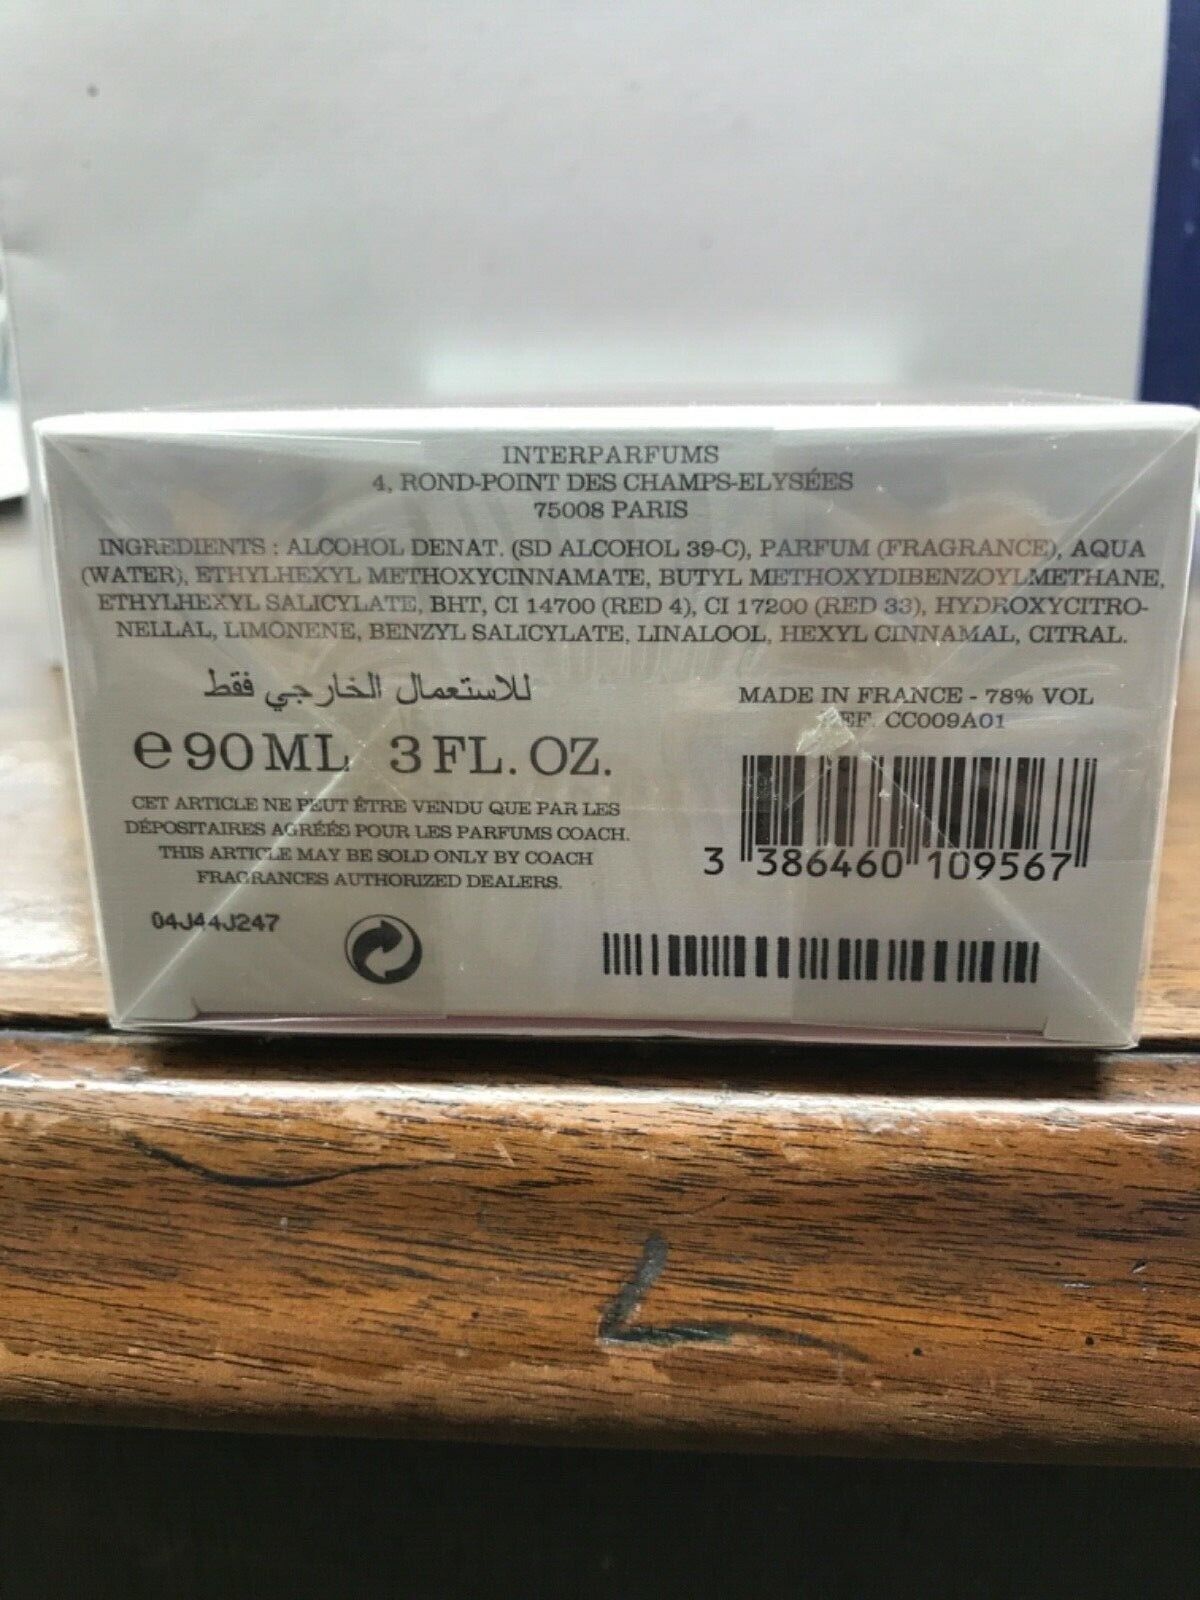 INTERPARFUMS
4, ROND-POINT DES CHAMPS-ELYSÉES
75008 PARIS
INGREDIENTS : ALCOHOL DENAT. (SD ALCOHOL 39-C), PARFUM (FRAGRANCE), AQUA
(WATER), ETHYLHEXYL METHOXYCINNAMATE, BUTYL METHOXYDIBENZOYLMETHANE,
ETHYLHEXYL SALICYLATE, BHT, CI 14700 (RED 4), CI 17200 (RED 33), HYDROXYCITRO-
NELLAL, LIMONENE, BENZYL SALICYLATE, LINALOOL, HEXYL CINNAMAL, CITRAL.
للاستعمال الخارجي فقط
e 90 ML 3 FL. OZ.
CET ARTICLE NE PEUT ÊTRE VENDU QUE PAR LES
DÉPOSITAIRES AGRÉÉS POUR LES PARFUMS COACH.
THIS ARTICLE MAY BE SOLD ONLY BY COACH
FRAGRANCES AUTHORIZED DEALERS.
04J44J247
MADE IN FRANCE - 78% VOL
CC009A01
3 386460 109567